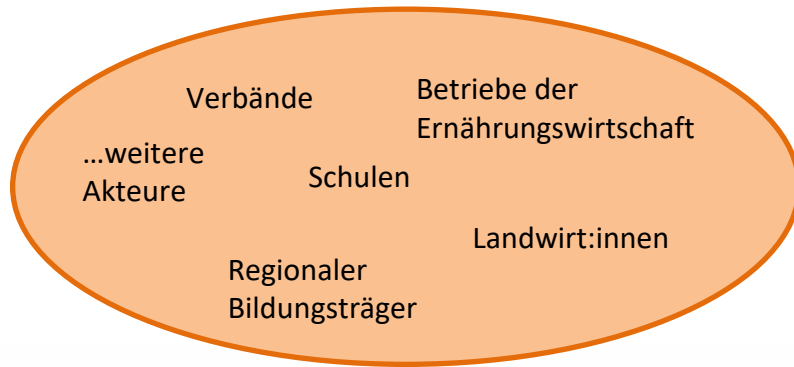 Verbände
Betriebe der
Ernährungswirtschaft
...weitere
Akteure
Schulen
Landwirt:innen
Regionaler
Bildungsträger